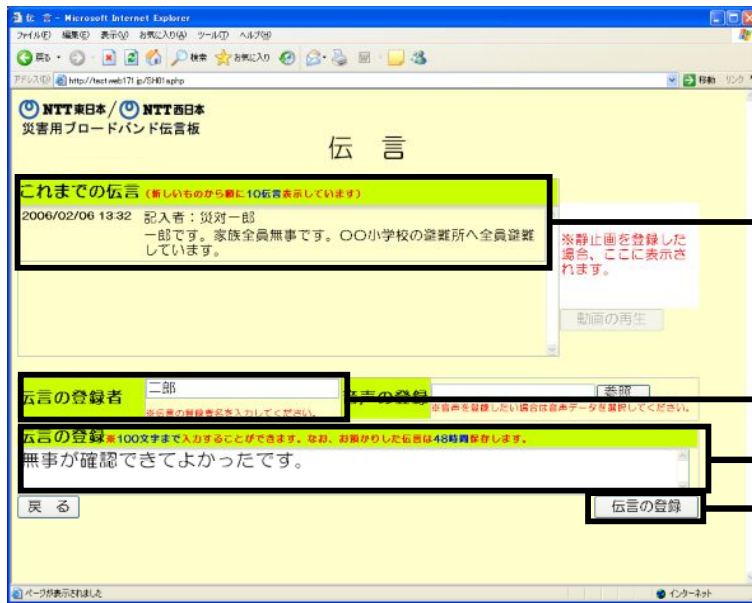 伝 言 - Microsoft Internet Explorer
ファイル(F) 編集(E) 表示(V) お気に入り(A) ツール(T) ヘルプ(H)
戻る 検索 お気に入り
アドレス(D) http://testweb171.jp/SH01a.php 移動 リンク
NTT東日本/NTT西日本
災害用ブロードバンド伝言板
伝 言
これまでの伝言 (新しいものから順に10伝言表示しています)
2006/02/06 13:32 記入者：災対一郎
一郎です。家族全員無事です。〇〇小学校の避難所へ全員避難
しています。
※静止画を登録した
場合、ここに表示さ
れます。
動画の再生
伝言の登録者 二郎 音声の登録 参照...
※伝言の登録者名を入力してください。 ※音声を登録したい場合は音声データを選択してください。
伝言の登録 ※100文字まで入力することができます。なお、お預かりした伝言は48時間保存します。
無事が確認できてよかったです。
戻 る 伝言の登録
ページが表示されました インターネット